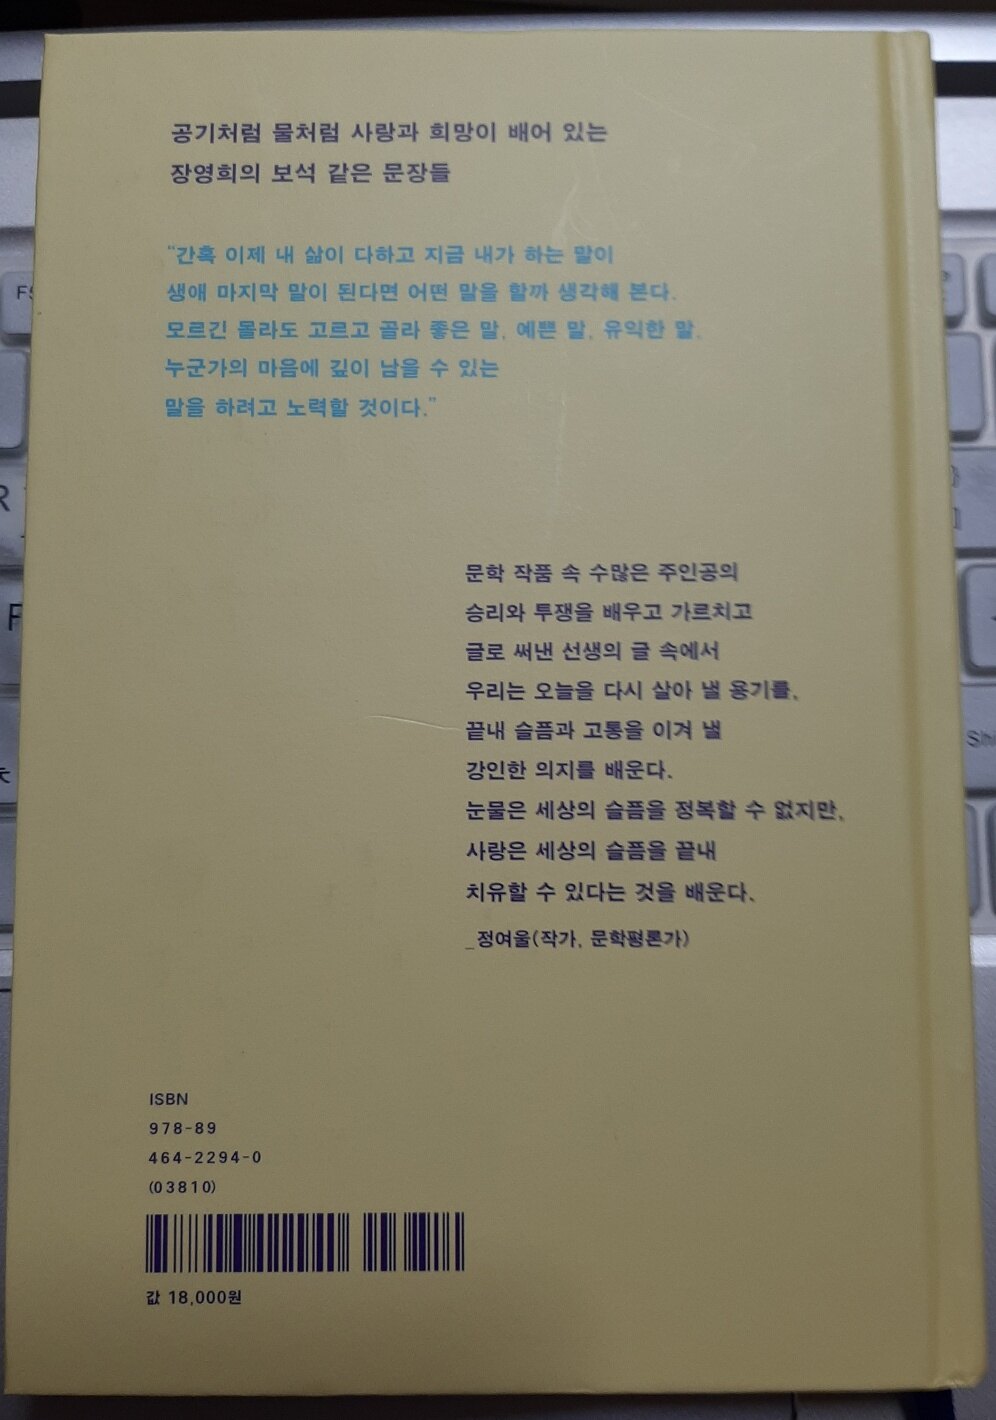 공기처럼 물처럼 사랑과 희망이 배어 있는
장영희의 보석 같은 문장들
“간혹 이제 내 삶이 다하고 지금 내가 하는 말이
생애 마지막 말이 된다면 어떤 말을 할까 생각해 본다.
모르긴 몰라도 고르고 골라 좋은 말, 예쁜 말, 유익한 말.
누군가의 마음에 깊이 남을 수 있는
말을 하려고 노력할 것이다.”
문학 작품 속 수많은 주인공의
승리와 투쟁을 배우고 가르치고
글로 써낸 선생의 글 속에서
우리는 오늘을 다시 살아 낼 용기를,
끝내 슬픔과 고통을 이겨 낼
강인한 의지를 배운다.
눈물은 세상의 슬픔을 정복할 수 없지만,
사랑은 세상의 슬픔을 끝내
치유할 수 있다는 것을 배운다.
_정여울(작가, 문학평론가)
ISBN
978-89
464-2294-0
(03810)
값 18,000원